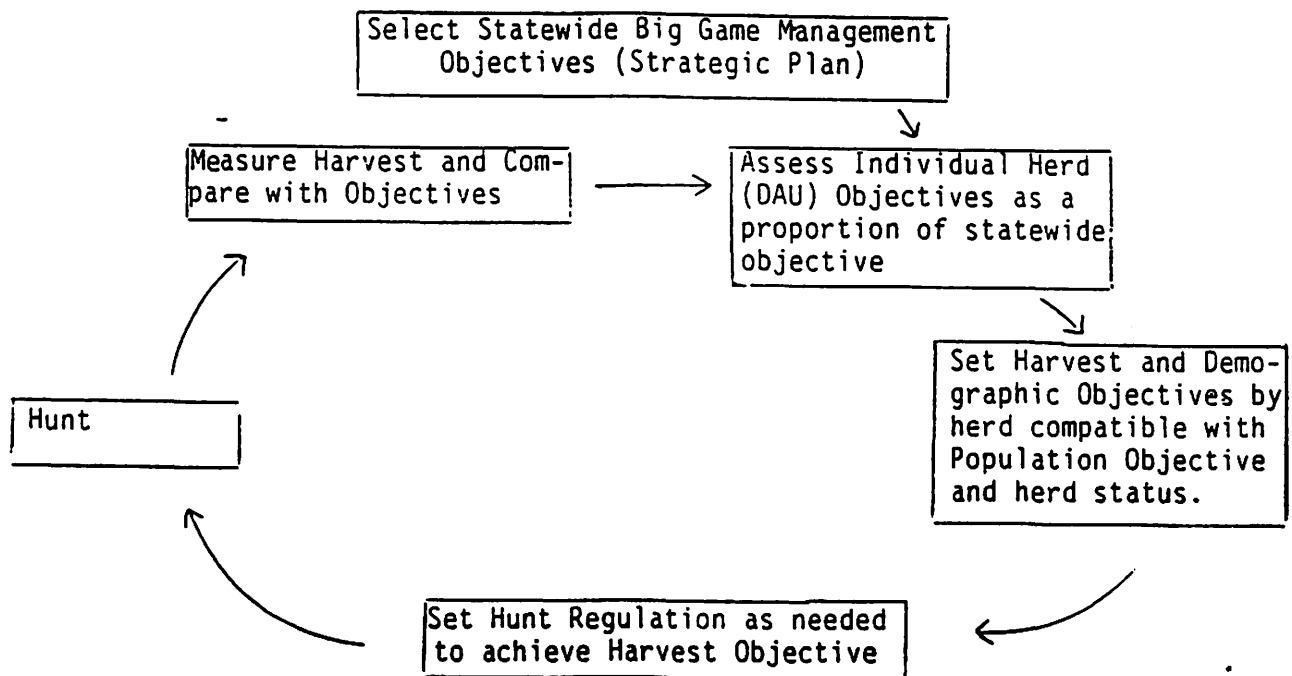 Select Statewide Big Game Management
Objectives (Strategic Plan)
Measure Harvest and Com-
pare with Objectives
Assess Individual Herd
(DAU) Objectives as a
proportion of statewide
objective
Set Harvest and Demo-
graphic Objectives by
herd compatible with
Population Objective
and herd status.
Hunt
Set Hunt Regulation as needed
to achieve Harvest Objective